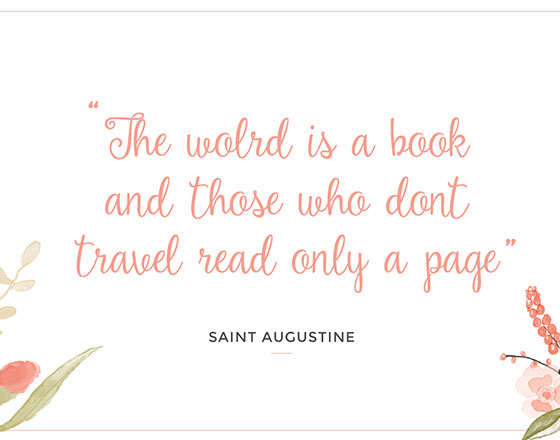 “The wolrd is a book
and those who dont
travel read only a page”
SAINT AUGUSTINE